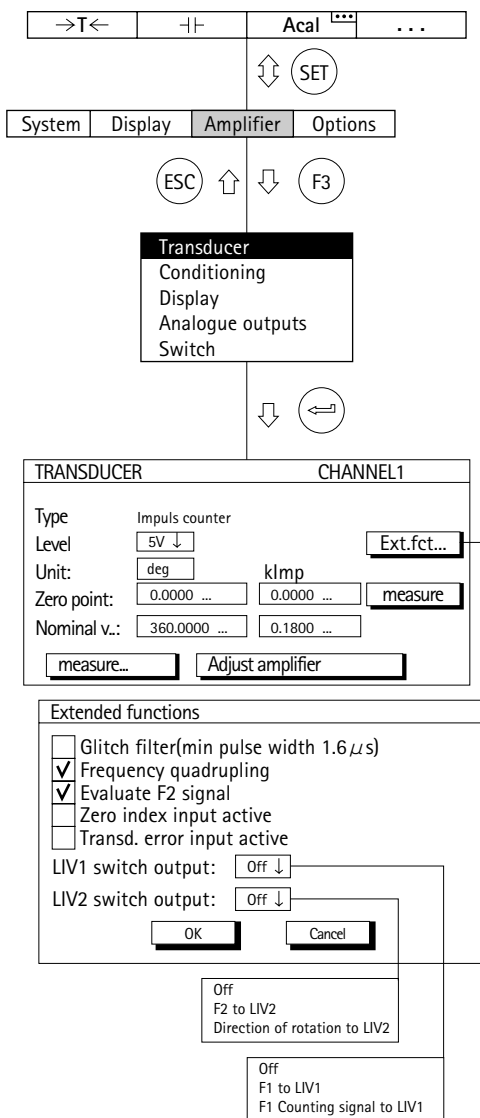 →T← ⊣⊢ Acal ...
SET
System Display Amplifier Options
ESC F3
Transducer
Conditioning
Display
Analogue outputs
Switch
TRANSDUCER CHANNEL1
Type Impuls counter
Level 5V ↓ Ext.fct...
Unit: deg kImp
Zero point: 0.0000 ... 0.0000 ... measure
Nominal v..: 360.0000 ... 0.1800 ...
measure... Adjust amplifier
Extended functions
Glitch filter(min pulse width 1.6 μs)
Frequency quadrupling
Evaluate F2 signal
Zero index input active
Transd. error input active
LIV1 switch output: Off ↓
LIV2 switch output: Off ↓
OK Cancel
Off
F2 to LIV2
Direction of rotation to LIV2
Off
F1 to LIV1
F1 Counting signal to LIV1